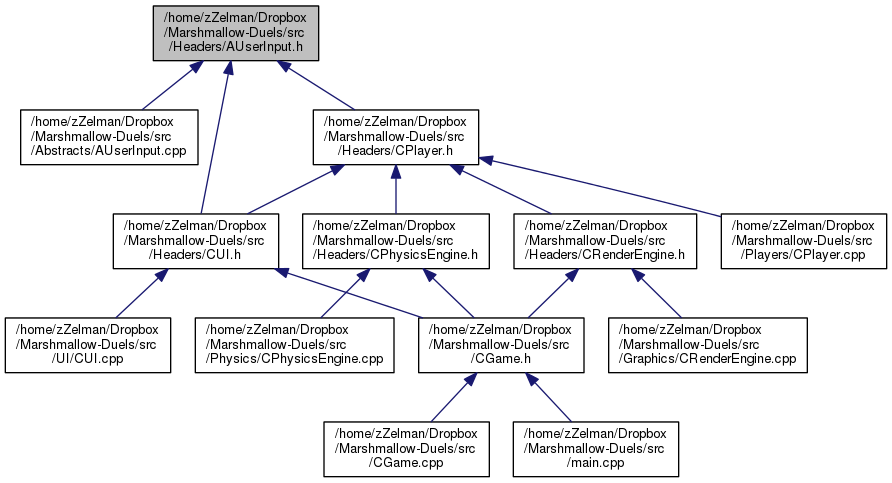 /home/zZelman/Dropbox
/Marshmallow-Duels/src
/Headers/AUserInput.h
/home/zZelman/Dropbox
/Marshmallow-Duels/src
/Abstracts/AUserInput.cpp
/home/zZelman/Dropbox
/Marshmallow-Duels/src
/Headers/CPlayer.h
/home/zZelman/Dropbox
/Marshmallow-Duels/src
/Headers/CUI.h
/home/zZelman/Dropbox
/Marshmallow-Duels/src
/Headers/CPhysicsEngine.h
/home/zZelman/Dropbox
/Marshmallow-Duels/src
/Headers/CRenderEngine.h
/home/zZelman/Dropbox
/Marshmallow-Duels/src
/Players/CPlayer.cpp
/home/zZelman/Dropbox
/Marshmallow-Duels/src
/UI/CUI.cpp
/home/zZelman/Dropbox
/Marshmallow-Duels/src
/Physics/CPhysicsEngine.cpp
/home/zZelman/Dropbox
/Marshmallow-Duels/src
/CGame.h
/home/zZelman/Dropbox
/Marshmallow-Duels/src
/Graphics/CRenderEngine.cpp
/home/zZelman/Dropbox
/Marshmallow-Duels/src
/CGame.cpp
/home/zZelman/Dropbox
/Marshmallow-Duels/src
/main.cpp